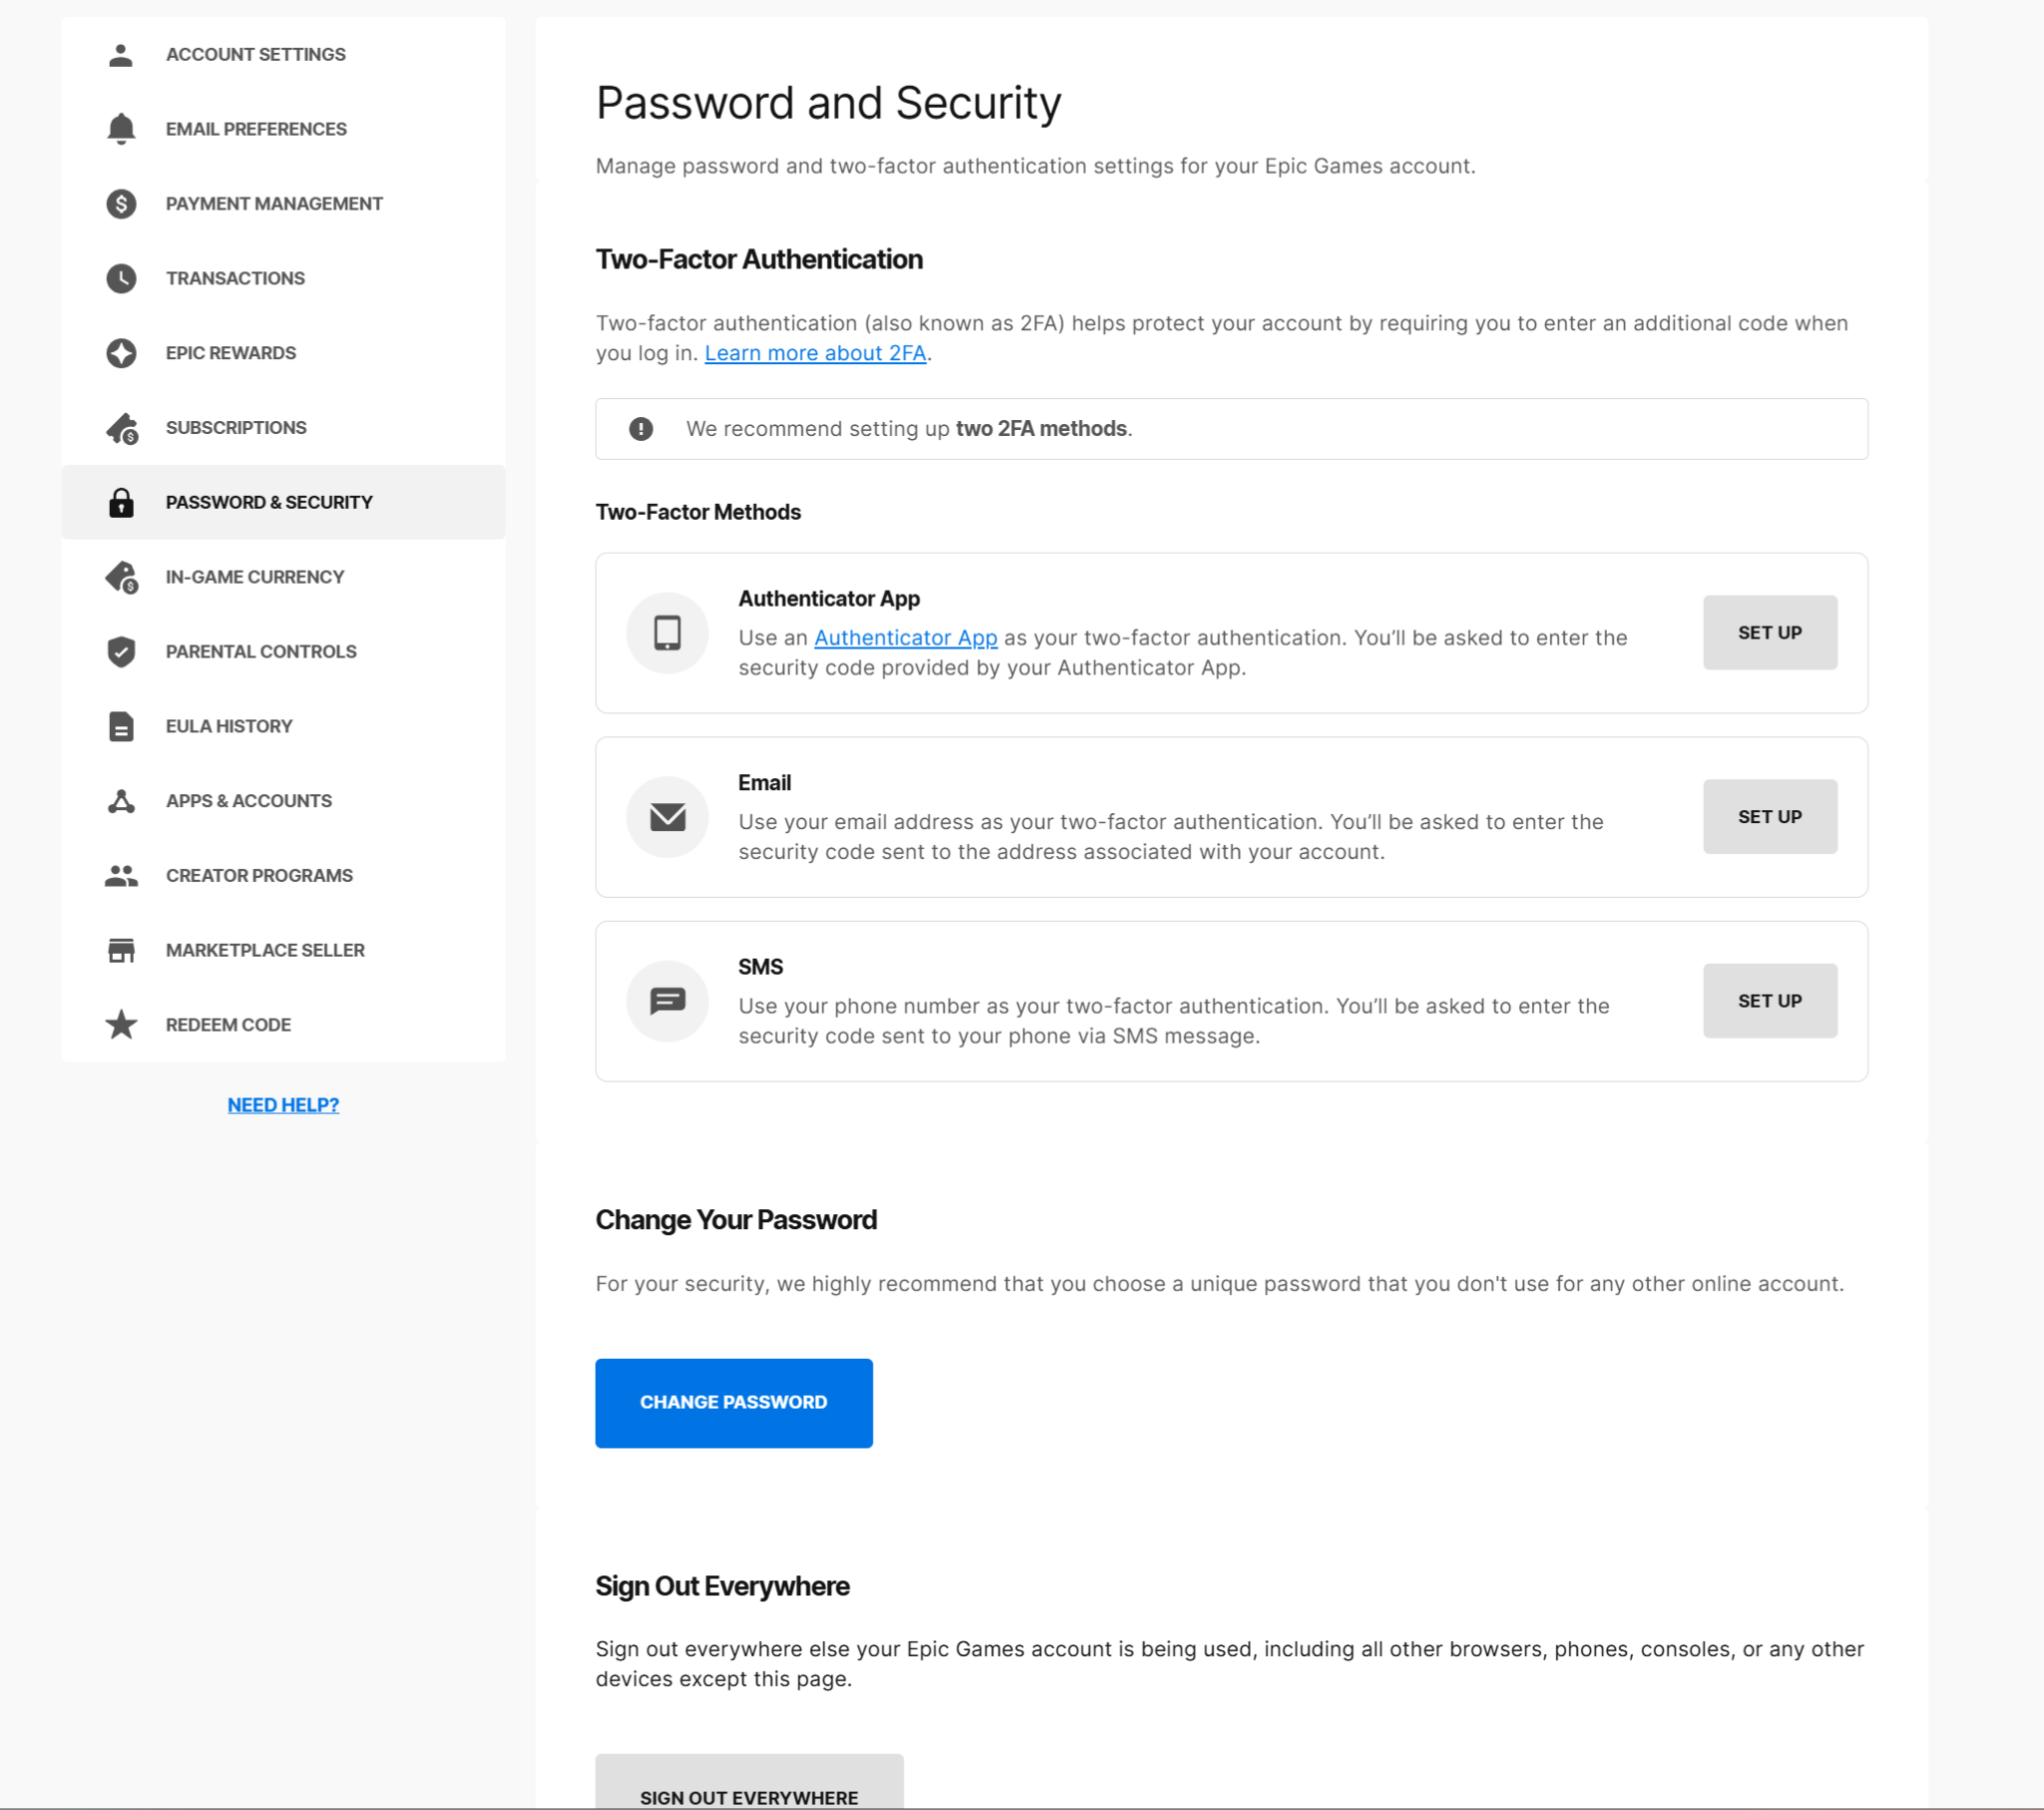 ACCOUNT SETTINGS
EMAIL PREFERENCES
PAYMENT MANAGEMENT
TRANSACTIONS
EPIC REWARDS
SUBSCRIPTIONS
PASSWORD & SECURITY
IN-GAME CURRENCY
PARENTAL CONTROLS
EULA HISTORY
APPS & ACCOUNTS
CREATOR PROGRAMS
MARKETPLACE SELLER
REDEEM CODE
NEED HELP?
Password and Security
Manage password and two-factor authentication settings for your Epic Games account.
Two-Factor Authentication
Two-factor authentication (also known as 2FA) helps protect your account by requiring you to enter an additional code when
you log in. Learn more about 2FA.
We recommend setting up two 2FA methods.
Two-Factor Methods
Authenticator App
Use an Authenticator App as your two-factor authentication. You’ll be asked to enter the
security code provided by your Authenticator App.
SET UP
Email
Use your email address as your two-factor authentication. You’ll be asked to enter the
security code sent to the address associated with your account.
SET UP
SMS
Use your phone number as your two-factor authentication. You’ll be asked to enter the
security code sent to your phone via SMS message.
SET UP
Change Your Password
For your security, we highly recommend that you choose a unique password that you don't use for any other online account.
CHANGE PASSWORD
Sign Out Everywhere
Sign out everywhere else your Epic Games account is being used, including all other browsers, phones, consoles, or any other
devices except this page.
SIGN OUT EVERYWHERE